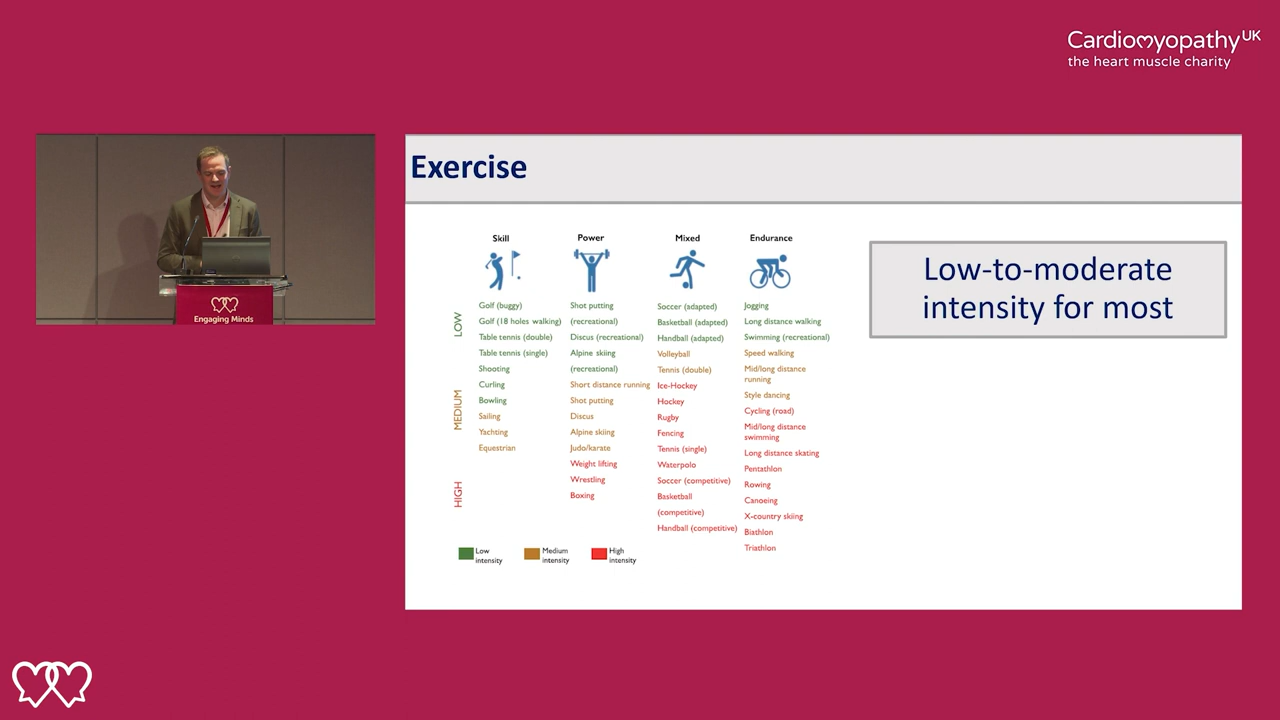 Cardiomyopathy UK
the heart muscle charity
Engaging Minds
Exercise
Skill
Power
Mixed
Endurance
LOW
MEDIUM
HIGH
Golf (buggy)
Golf (18 holes walking)
Table tennis (double)
Table tennis (single)
Shooting
Curling
Bowling
Sailing
Yachting
Equestrian
Shot putting
(recreational)
Discus (recreational)
Alpine skiing
(recreational)
Short distance running
Shot putting
Discus
Alpine skiing
Judo/karate
Weight lifting
Wrestling
Boxing
Soccer (adapted)
Basketball (adapted)
Handball (adapted)
Volleyball
Tennis (double)
Ice-Hockey
Hockey
Rugby
Fencing
Tennis (single)
Waterpolo
Soccer (competitive)
Basketball
(competitive)
Handball (competitive)
Jogging
Long distance walking
Swimming (recreational)
Speed walking
Mid/long distance
running
Style dancing
Cycling (road)
Mid/long distance
swimming
Long distance skating
Pentathlon
Rowing
Canoeing
X-country skiing
Biathlon
Triathlon
Low
intensity
Medium
intensity
High
intensity
Low-to-moderate
intensity for most